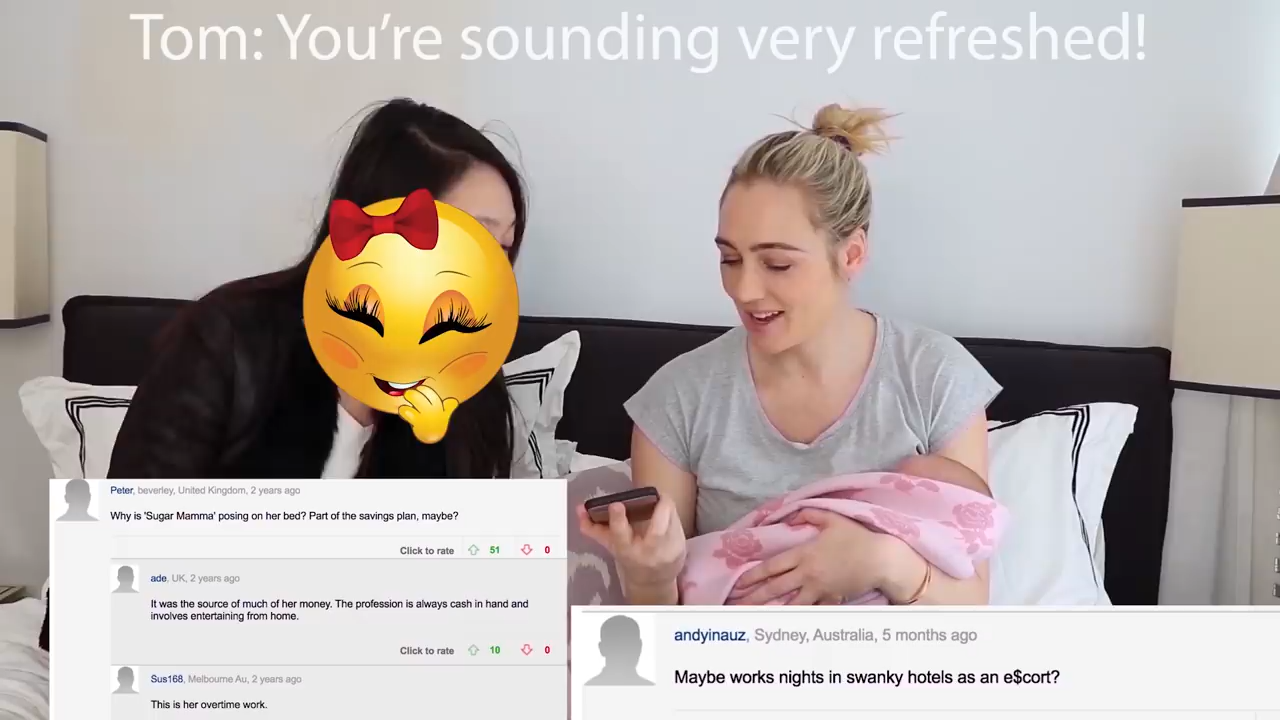 Tom: You're sounding very refreshed!
Peter, beverley, United Kingdom, 2 years ago
Why is 'Sugar Mamma' posing on her bed? Part of the savings plan, maybe?
Click to rate 51 0
ade, UK, 2 years ago
It was the source of much of her money. The profession is always cash in hand and
involves entertaining from home.
Click to rate 10 0
Sus168, Melbourne Au, 2 years ago
This is her overtime work.
andyinauz, Sydney, Australia, 5 months ago
Maybe works nights in swanky hotels as an e$cort?